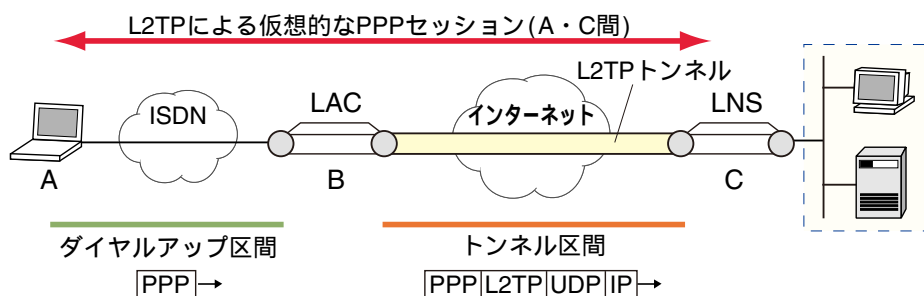 L2TPによる仮想的なPPPセッション(A・C間)
L2TPトンネル
ISDN
LAC
インターネット
LNS
A
B
C
ダイヤルアップ区間
トンネル区間
PPP→
PPP|L2TP|UDP|IP→